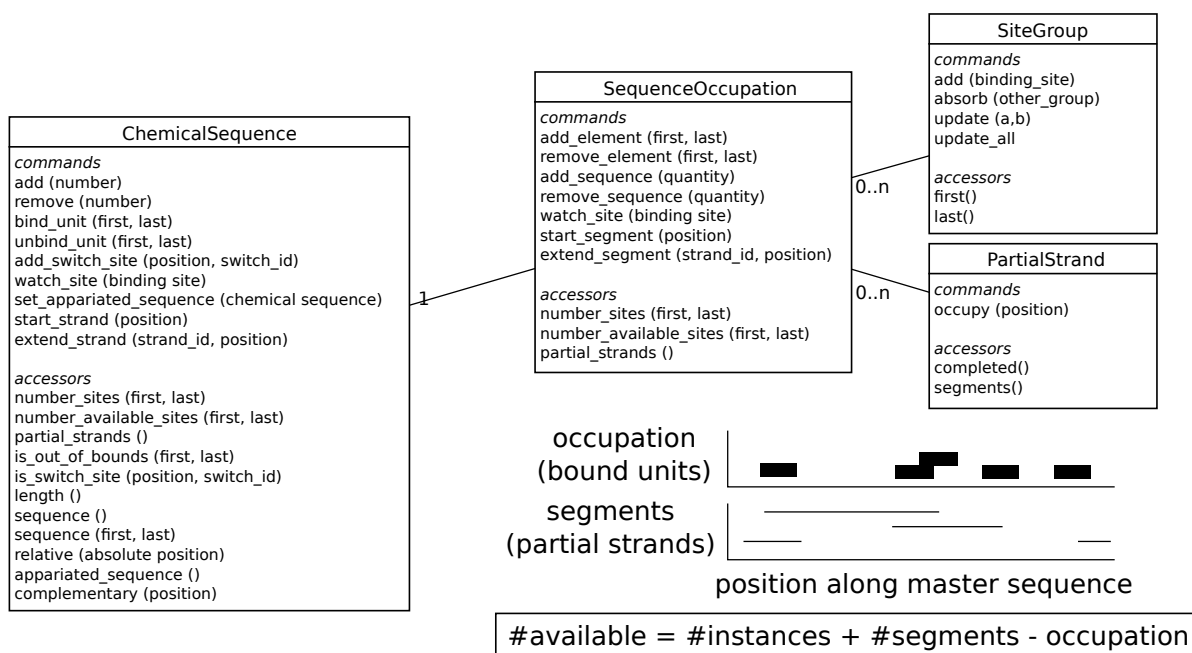 ChemicalSequence
commands
add (number)
remove (number)
bind_unit (first, last)
unbind_unit (first, last)
add_switch_site (position, switch_id)
watch_site (binding site)
set_appariated_sequence (chemical sequence)
start_strand (position)
extend_strand (strand_id, position)
accessors
number_sites (first, last)
number_available_sites (first, last)
partial_strands ()
is_out_of_bounds (first, last)
is_switch_site (position, switch_id)
length ()
sequence ()
sequence (first, last)
relative (absolute position)
appariated_sequence ()
complementary (position)
1
SequenceOccupation
commands
add_element (first, last)
remove_element (first, last)
add_sequence (quantity)
remove_sequence (quantity)
watch_site (binding site)
start_segment (position)
extend_segment (strand_id, position)
accessors
number_sites (first, last)
number_available_sites (first, last)
partial_strands ()
0..n
0..n
SiteGroup
commands
add (binding_site)
absorb (other_group)
update (a,b)
update_all
accessors
first()
last()
PartialStrand
commands
occupy (position)
accessors
completed()
segments()
occupation
(bound units)
segments
(partial strands)
position along master sequence
#available = #instances + #segments - occupation